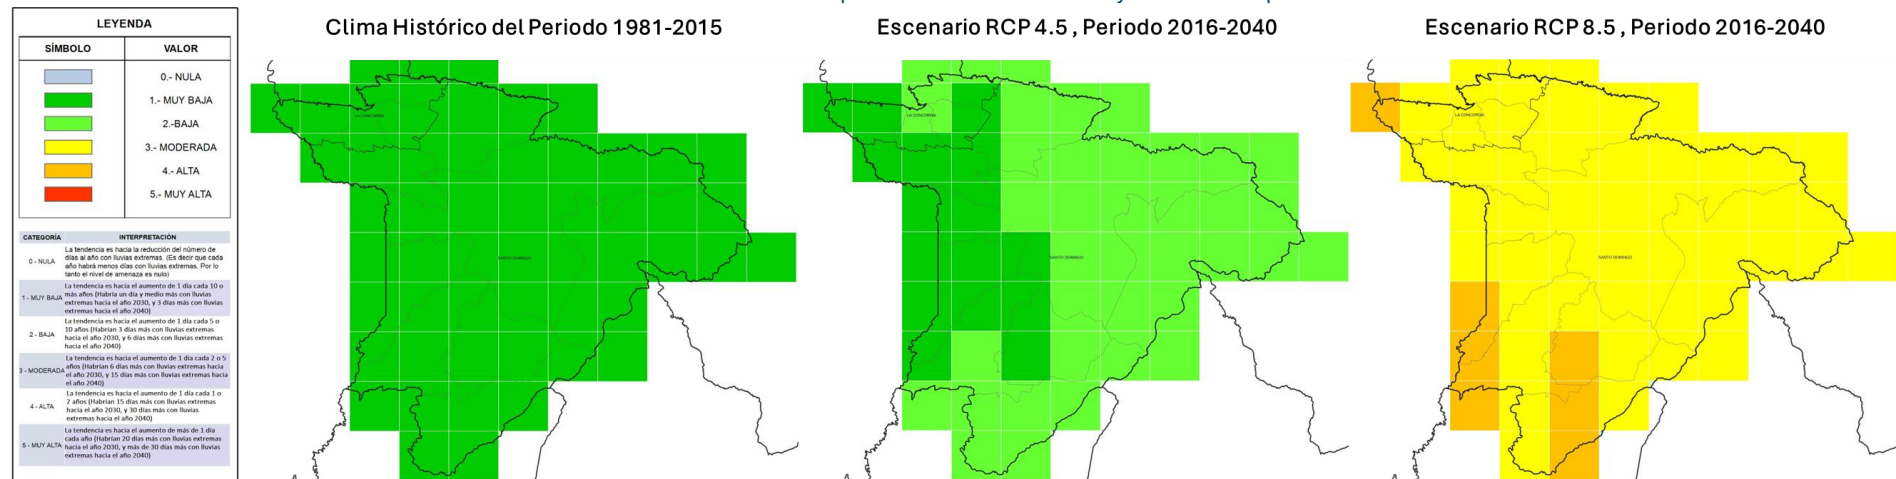 LEYENDA
SÍMBOLO VALOR
0.- NULA
1.- MUY BAJA
2.-BAJA
3.- MODERADA
4.- ALTA
5.- MUY ALTA
CATEGORÍA INTERPRETACIÓN
0 - NULA
La tendencia es hacia la reducción del número de
días al año con lluvias extremas. (Es decir que cada
año habrá menos días con lluvias extremas. Por lo
tanto el nivel de amenaza es nulo)
1 - MUY BAJA
La tendencia es hacia el aumento de 1 día cada 10 o
más años (Habría un día y medio más con lluvias
extremas hacia el año 2030, y 3 días más con lluvias
extremas hacia el año 2040)
2 - BAJA
La tendencia es hacia el aumento de 1 día cada 5 o
10 años (Habrían 3 días más con lluvias extremas
hacia el año 2030, y 6 días más con lluvias extremas
hacia el año 2040)
3 - MODERADA
La tendencia es hacia el aumento de 1 día cada 2 o 5
años (Habrían 6 días más con lluvias extremas hacia
el año 2030, y 15 días más con lluvias extremas hacia
el año 2040)
4 - ALTA
La tendencia es hacia el aumento de 1 día cada 1 o
2 años (Habrían 15 días más con lluvias extremas
hacia el año 2030, y 30 días más con lluvias
extremas hacia el año 2040)
5 - MUY ALTA
La tendencia es hacia el aumento de más de 1 día
cada año (Habrían 20 días más con lluvias extremas
hacia el año 2030, y más de 30 días más con lluvias
extremas hacia el año 2040)
Clima Histórico del Periodo 1981-2015
LA CONCORDIA
SANTO DOMINGO
Escenario RCP 4.5 , Periodo 2016-2040
LA CONCORDIA
SANTO DOMINGO
Escenario RCP 8.5 , Periodo 2016-2040
LA CONCORDIA
SANTO DOMINGO